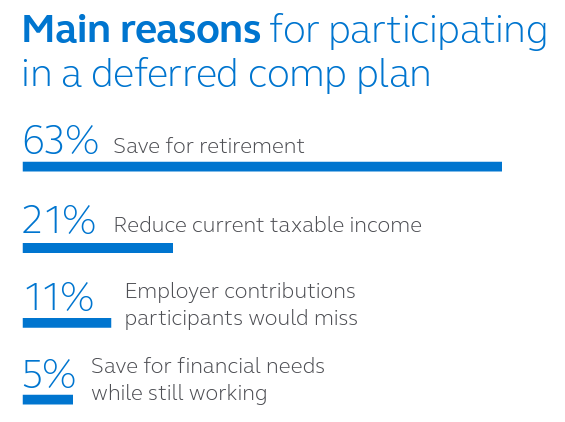 Main reasons for participating
in a deferred comp plan
63% Save for retirement
21% Reduce current taxable income
11% Employer contributions
participants would miss
5% Save for financial needs
while still working